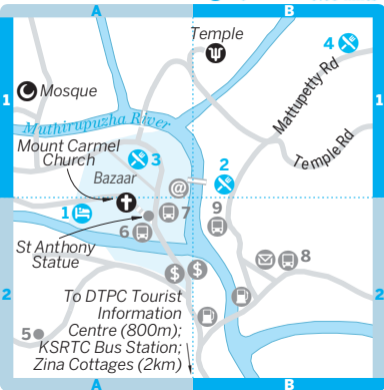 A
B
Temple
4
Mosque
Mattupetty Rd
1
1
Muthirupuzha River
Temple Rd
Mount Carmel
Church
3
Bazaar
2
@
1
7
9
6
St Anthony
Statue
8
2
2
$
$
To DTPC Tourist
Information
Centre (800m);
KSRTC Bus Station;
Zina Cottages (2km)
5
A
B